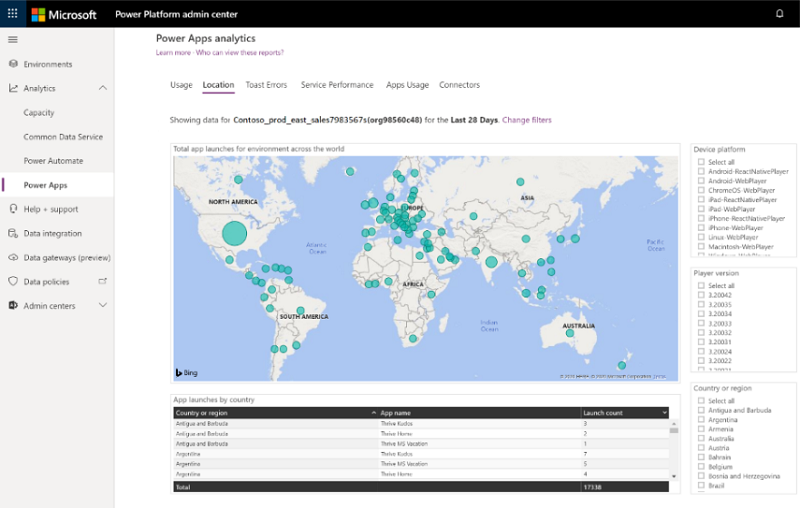 Microsoft
Power Platform admin center
Environments
Analytics
Capacity
Common Data Service
Power Automate
Power Apps
Help + support
Data integration
Data gateways (preview)
Data policies
Admin centers
Power Apps analytics
Learn more · Who can view these reports?
Usage Location Toast Errors Service Performance Apps Usage Connectors
Showing data for Contoso_prod_east_sales7983567s(org98560c48) for the Last 28 Days. Change filters
Total app launches for environment across the world
NORTH AMERICA
EUROPE
ASIA
Atlantic
Ocean
Pacific
Ocean
AFRICA
SOUTH AMERICA
Indian
Ocean
AUSTRALIA
Bing
App launches by country
Country or region App name Launch count
Antigua and Barbuda Thrive Kudos 3
Antigua and Barbuda Thrive Home 2
Antigua and Barbuda Thrive MS Vacation 1
Argentina Thrive Kudos 7
Argentina Thrive MS Vacation 5
Argentina Thrive Home 4
Total 17338
Device platform
Select all
Android-ReactNativePlayer
Android-WebPlayer
ChromeOS-WebPlayer
iPad-ReactNativePlayer
iPad-WebPlayer
iPhone-ReactNativePlayer
iPhone-WebPlayer
Linux-WebPlayer
Macintosh-WebPlayer
Windows-WebPlayer
Player version
Select all
3.20042
3.20035
3.20034
3.20033
3.20032
3.20031
3.20024
3.20022
3.20021
Country or region
Select all
Antigua and Barbuda
Argentina
Armenia
Australia
Austria
Bahrain
Belgium
Bosnia and Herzegovina
Brazil